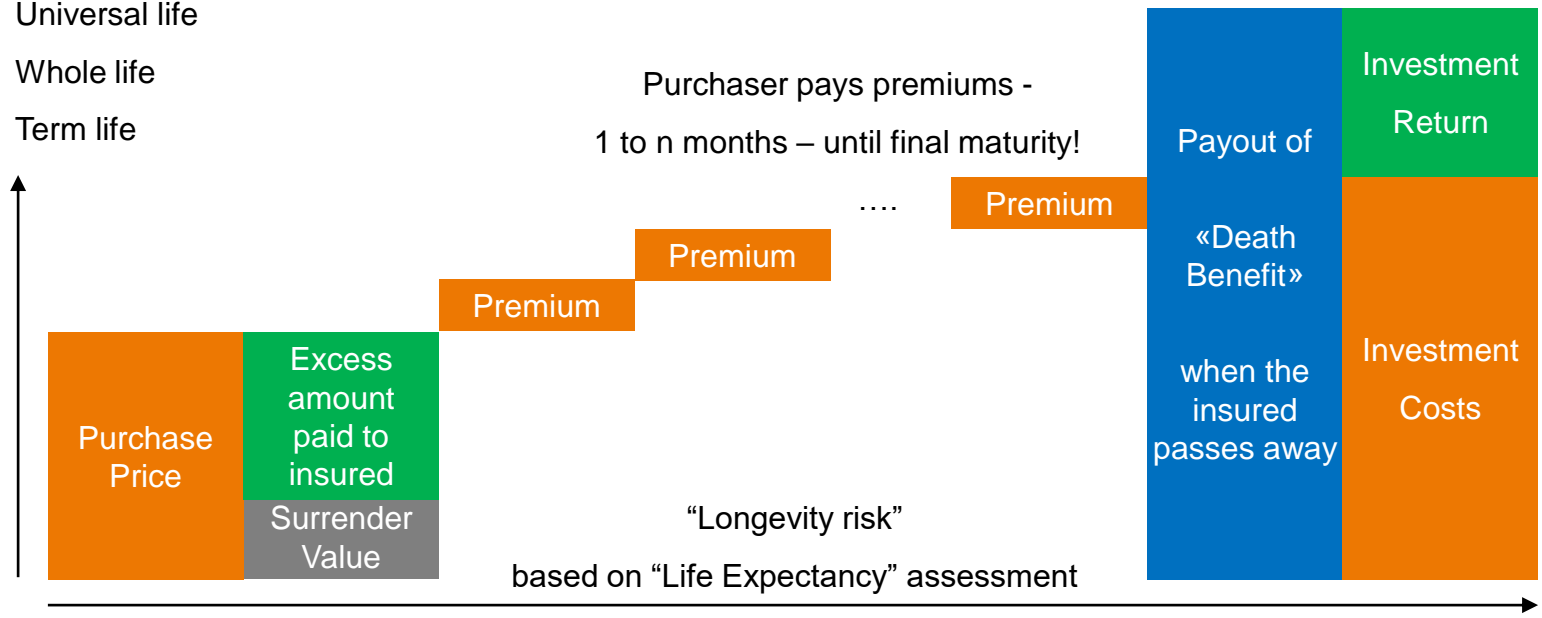 Universal life
Whole life
Term life
Purchaser pays premiums -
1 to n months – until final maturity!
Investment
Return
Payout of
«Death
Benefit»
when the
insured
passes away
….
Premium
Premium
Premium
Excess
amount
paid to
insured
Purchase
Price
Surrender
Value
Investment
Costs
“Longevity risk”
based on “Life Expectancy” assessment